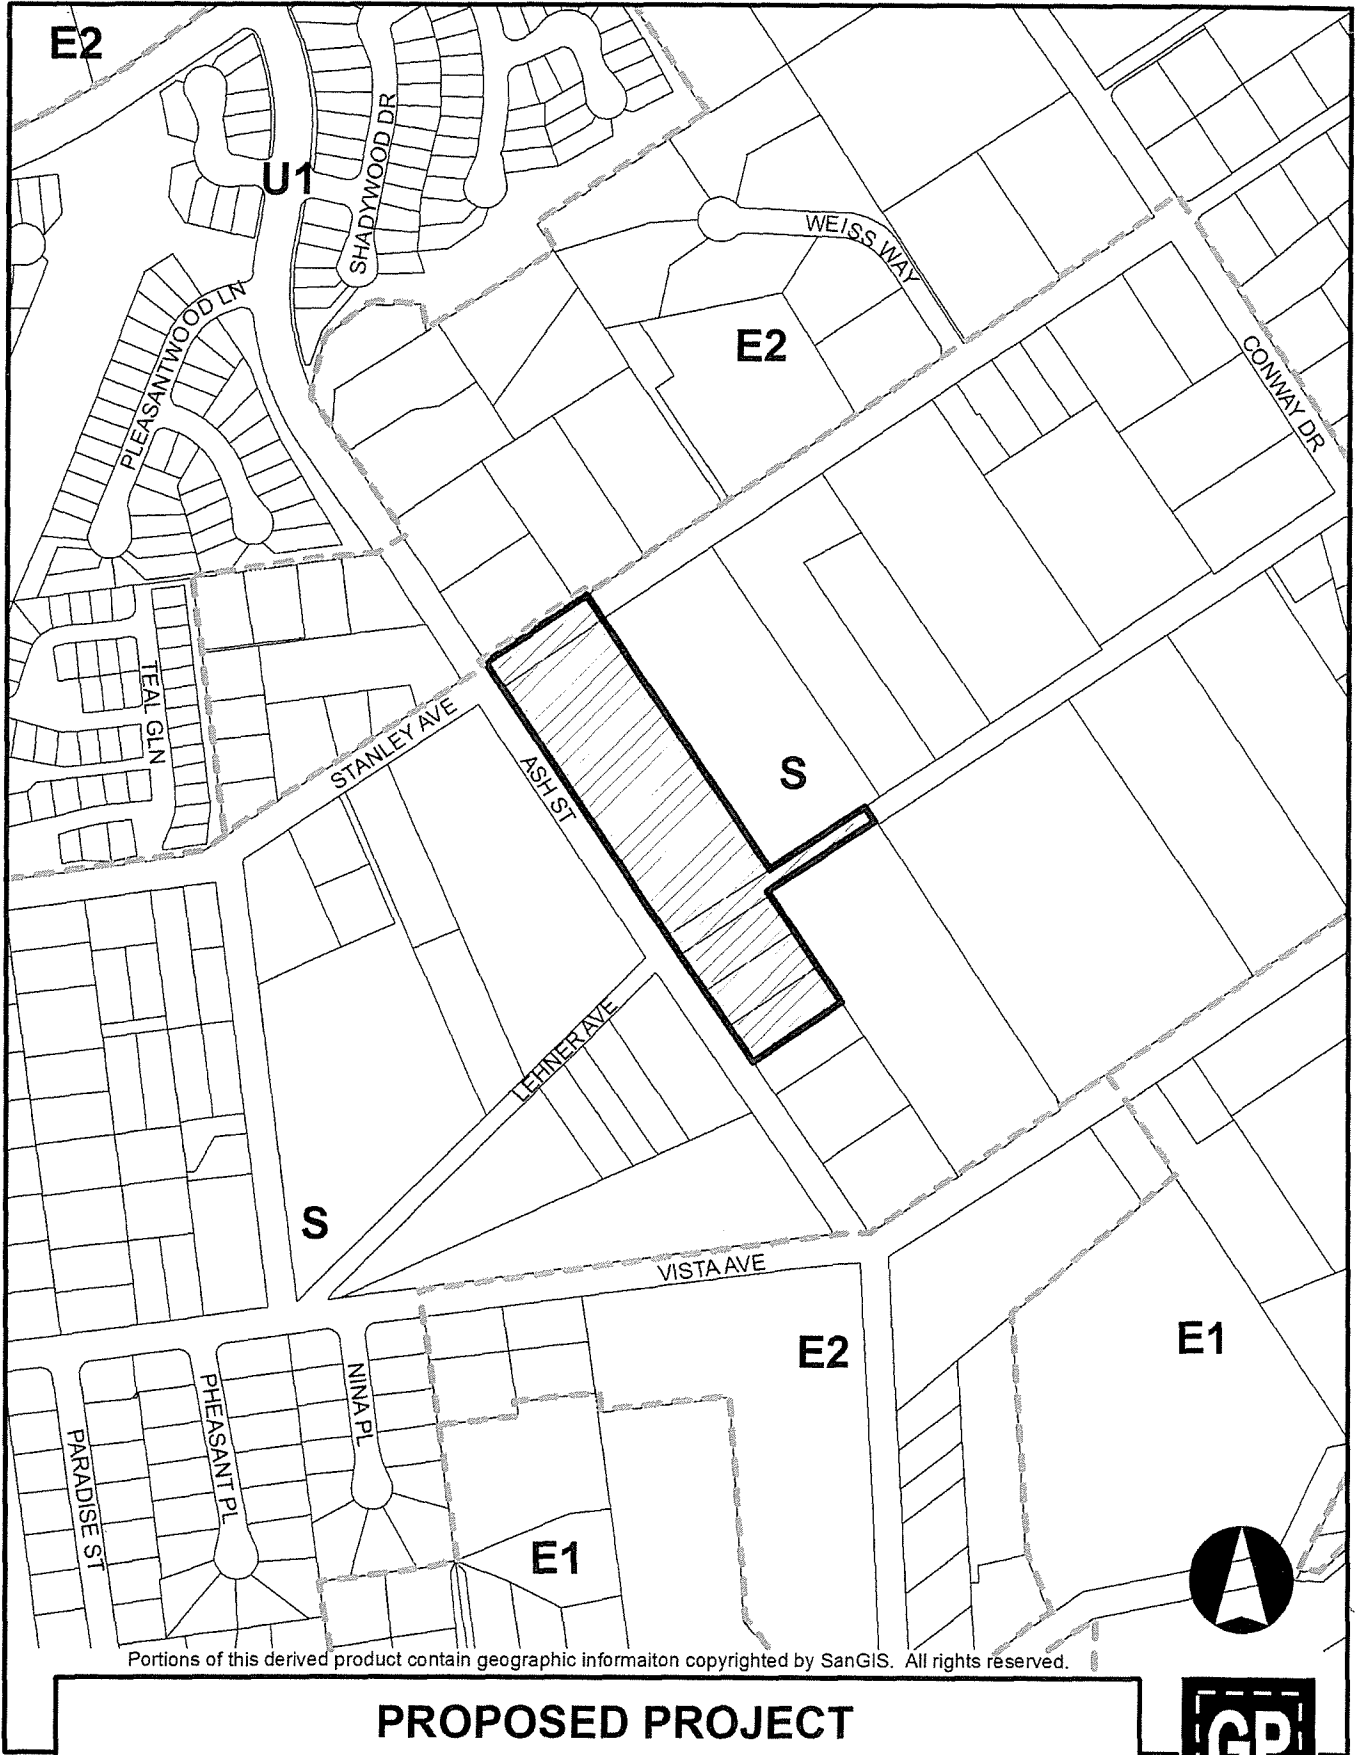 E2
U1
SHADYWOOD DR
WEISS WAY
PLEASANTWOOD LN
E2
CONWAY DR
TEAL GLN
STANLEY AVE
ASH ST
S
LEHNER AVE
S
VISTA AVE
E2
E1
NINA PL
PHEASANT PL
PARADISE ST
E1
Portions of this derived product contain geographic informaiton copyrighted by SanGIS. All rights reserved.
PROPOSED PROJECT
GP